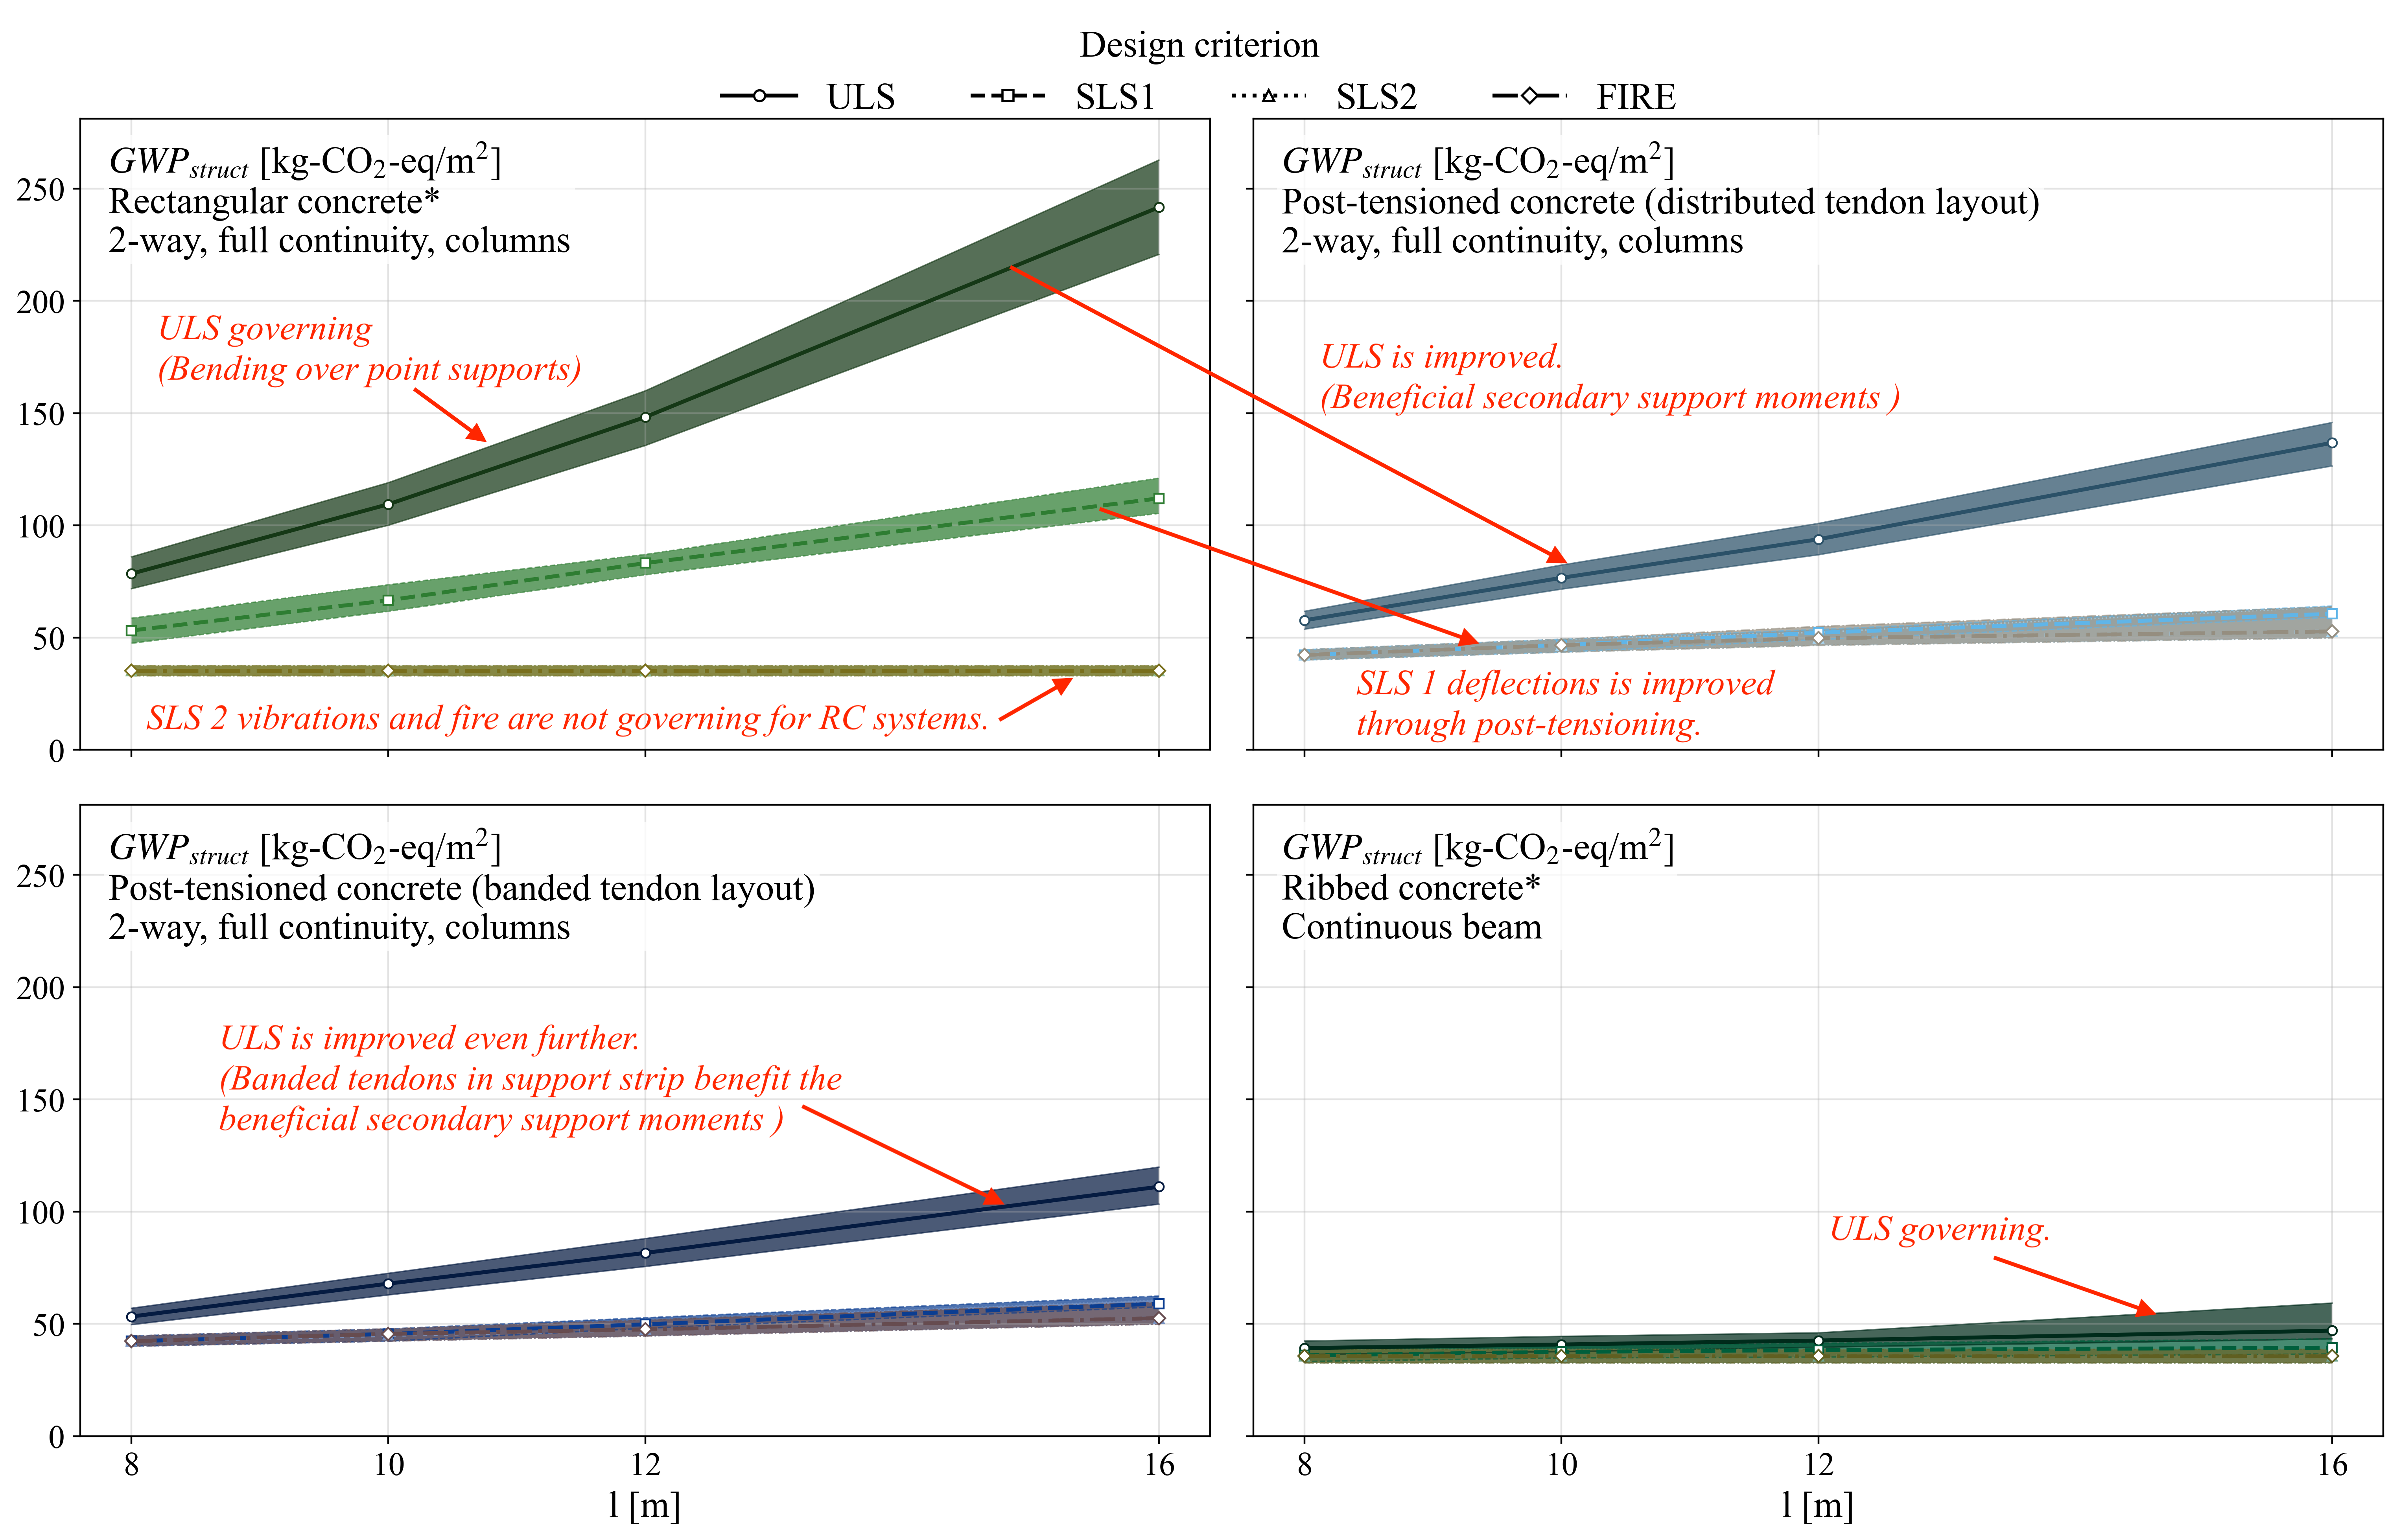 Design criterion
ULS SLS1 SLS2 FIRE
GWP_struct [kg-CO₂-eq/m²]
Rectangular concrete*
2-way, full continuity, columns
250
200
150
100
50
0
ULS governing
(Bending over point supports)
SLS 2 vibrations and fire are not governing for RC systems.
GWP_struct [kg-CO₂-eq/m²]
Post-tensioned concrete (distributed tendon layout)
2-way, full continuity, columns
ULS is improved.
(Beneficial secondary support moments )
SLS 1 deflections is improved
through post-tensioning.
GWP_struct [kg-CO₂-eq/m²]
Post-tensioned concrete (banded tendon layout)
2-way, full continuity, columns
250
200
150
100
50
0
ULS is improved even further.
(Banded tendons in support strip benefit the
beneficial secondary support moments )
8 10 12 16
l [m]
GWP_struct [kg-CO₂-eq/m²]
Ribbed concrete*
Continuous beam
ULS governing.
8 10 12 16
l [m]